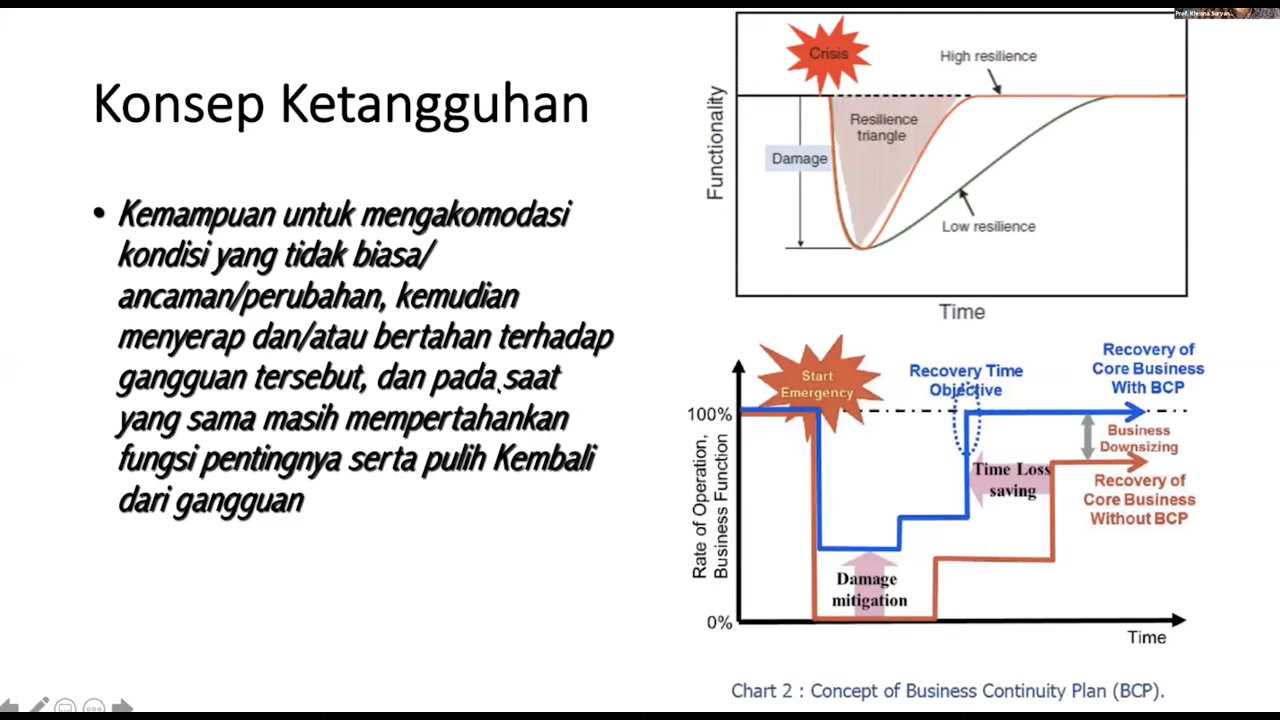 Prof. Khrisna Suryan...
Konsep Ketangguhan
• Kemampuan untuk mengakomodasi
kondisi yang tidak biasa/
ancaman/perubahan, kemudian
menyerap dan/atau bertahan terhadap
gangguan tersebut, dan pada saat
yang sama masih mempertahankan
fungsi pentingnya serta pulih Kembali
dari gangguan
Crisis
High resilience
Resilience
triangle
Damage
Low resilience
Functionality
Time
Start
Emergency
Recovery Time
Objective
Recovery of
Core Business
With BCP
100%
Business
Downsizing
Time Loss
saving
Recovery of
Core Business
Without BCP
Rate of Operation,
Business Function
Damage
mitigation
0%
Time
Chart 2 : Concept of Business Continuity Plan (BCP).